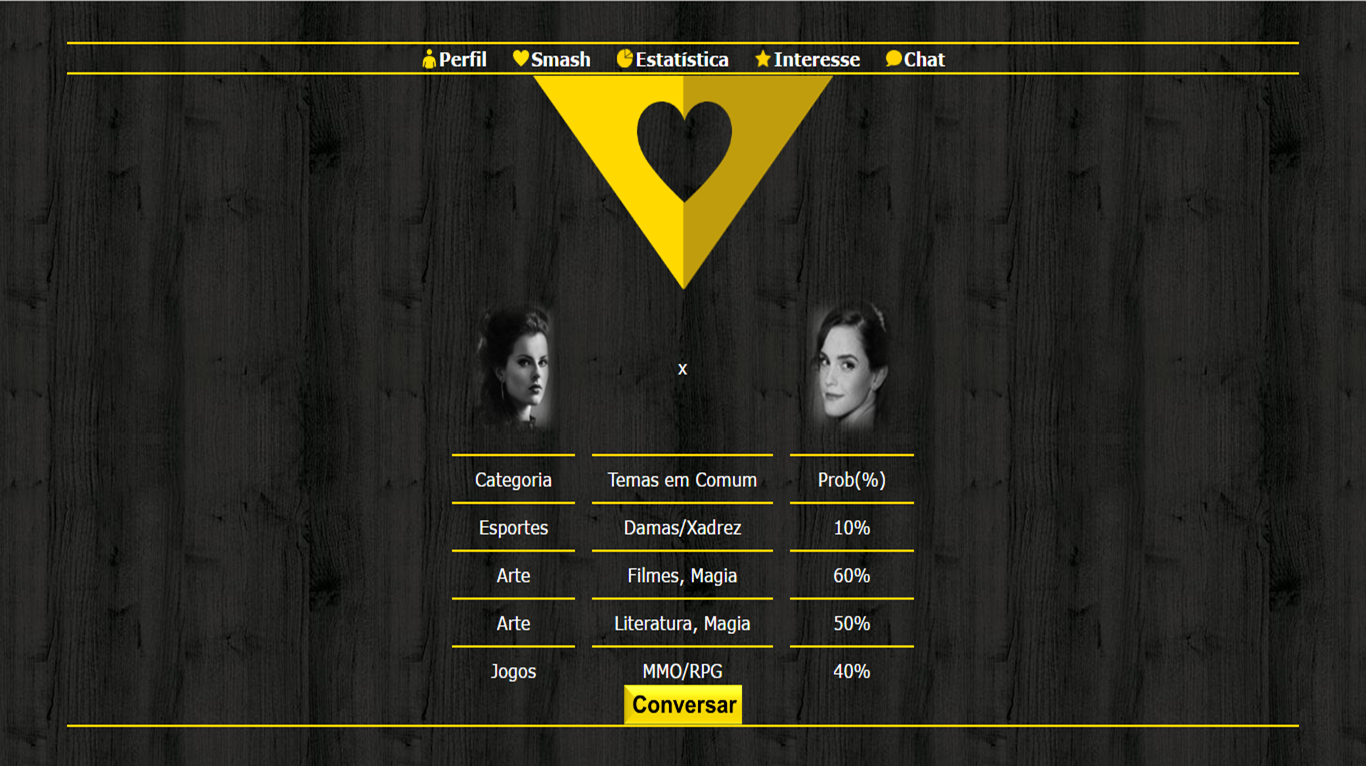 Perfil Smash Estatística Interesse Chat
x
Categoria Temas em Comum Prob(%)
Esportes Damas/Xadrez 10%
Arte Filmes, Magia 60%
Arte Literatura, Magia 50%
Jogos MMO/RPG 40%
Conversar